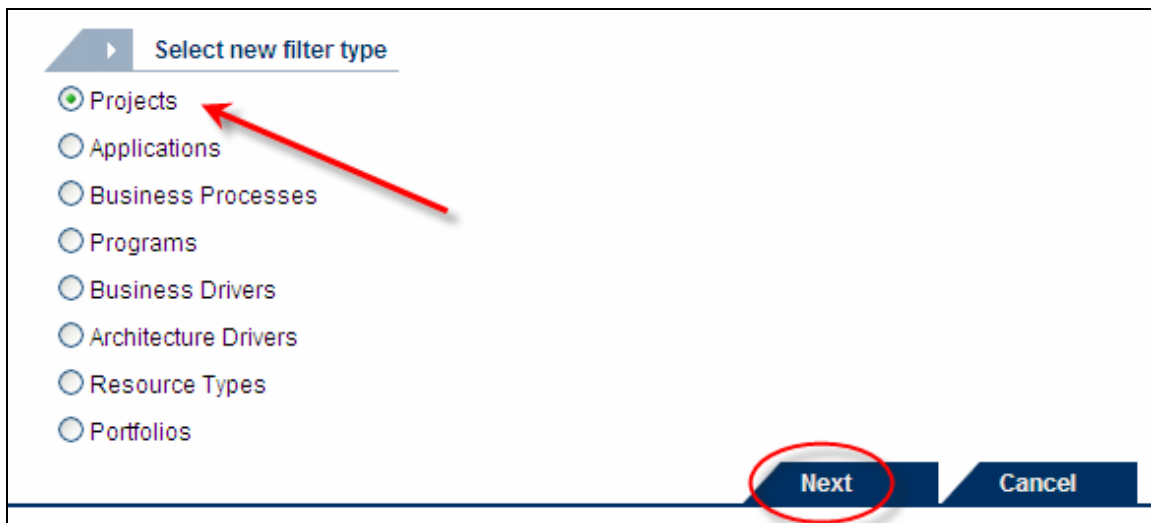 Select new filter type
Projects
Applications
Business Processes
Programs
Business Drivers
Architecture Drivers
Resource Types
Portfolios
Next Cancel